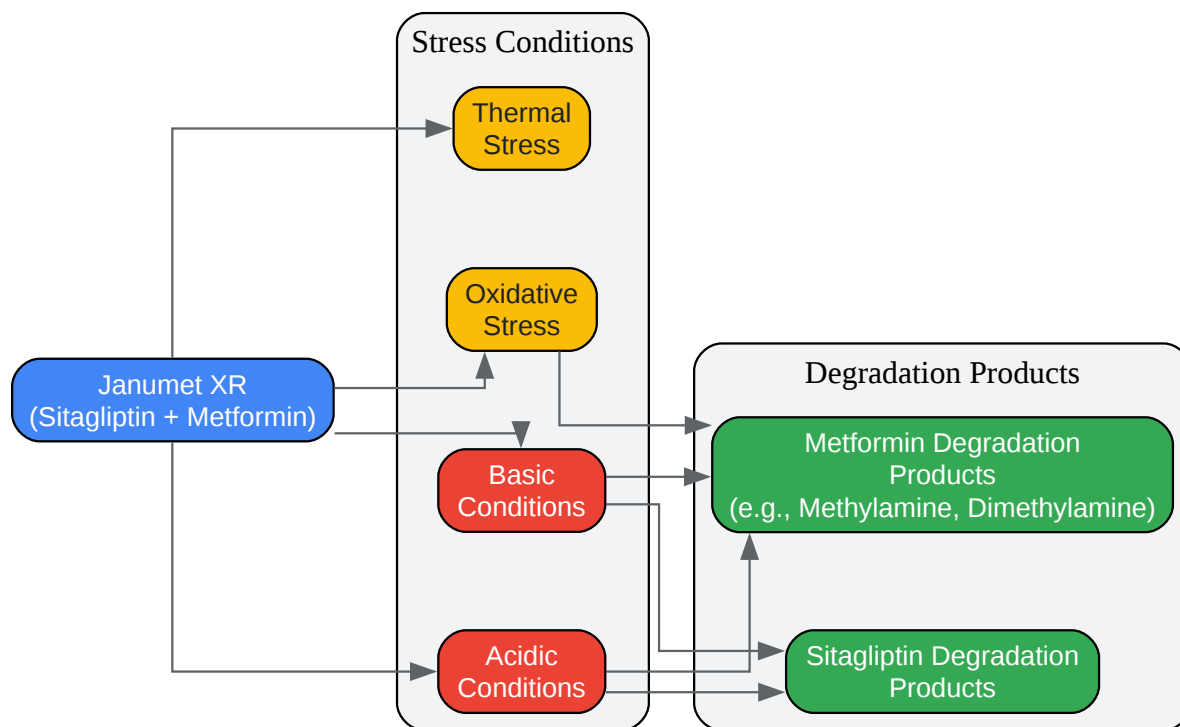 Stress Conditions
Thermal
Stress
Oxidative
Stress
Janumet XR
(Sitagliptin + Metformin)
Basic
Conditions
Acidic
Conditions
Degradation Products
Metformin Degradation
Products
(e.g., Methylamine, Dimethylamine)
Sitagliptin Degradation
Products